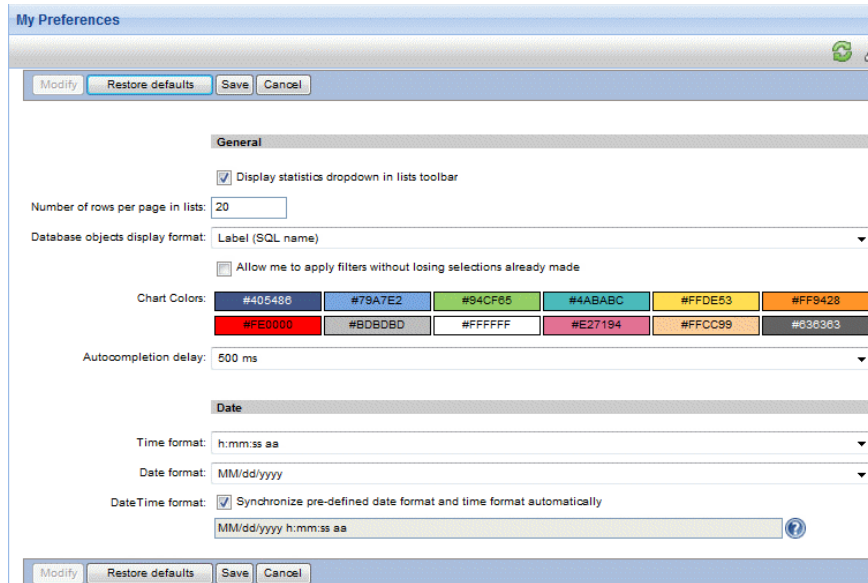 My Preferences
Modify Restore defaults Save Cancel
General
Display statistics dropdown in lists toolbar
Number of rows per page in lists: 20
Database objects display format: Label (SQL name)
Allow me to apply filters without losing selections already made
Chart Colors: #405486 #79A7E2 #94CF65 #4ABABC #FFDE53 #FF9428
#FE0000 #BDBDBD #FFFFFF #E27194 #FFCC99 #636363
Autocompletion delay: 500 ms
Date
Time format: h:mm:ss aa
Date format: MM/dd/yyyy
DateTime format: Synchronize pre-defined date format and time format automatically
MM/dd/yyyy h:mm:ss aa ?
Modify Restore defaults Save Cancel